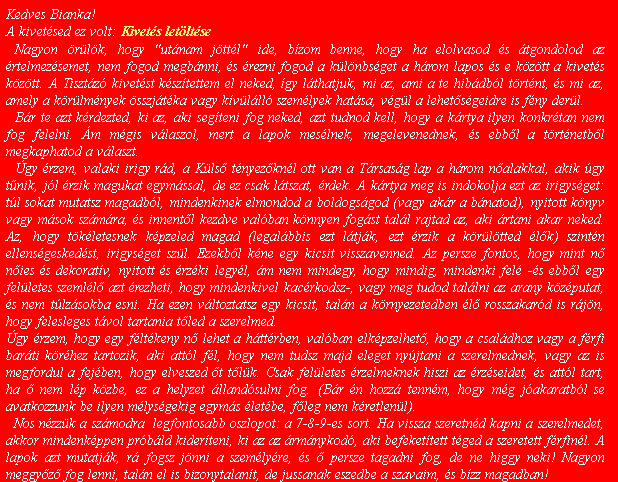 Kedves Bianka!
A kivetésed ez volt: Kivetés letöltése
Nagyon örülök, hogy "utánam jöttél" ide, bízom benne, hogy ha elolvasod és átgondolod az
értelmezésemet, nem fogod megbánni, és érezni fogod a különbséget a három lapos és e között a kivetés
között. A Tisztázó kivetést készítettem el neked, így láthatjuk, mi az, ami a te hibádból történt, és mi az,
amely a körülmények összjátéka vagy kívülálló személyek hatása, végül a lehetőségeidre is fény derül.
Bár te azt kérdezted, ki az, aki segíteni fog neked, azt tudnod kell, hogy a kártya ilyen konkrétan nem
fog felelni. Ám mégis válaszol, mert a lapok mesélnek, megelevenednek, és ebből a történetből
megkaphatod a választ.
Úgy érzem, valaki irigy rád, a Külső tényezőknél ott van a Társaság lap a három nőalakkal, akik úgy
tűnik, jól érzik magukat egymással, de ez csak látszat, érdek. A kártya meg is indokolja ezt az irigységet:
túl sokat mutatsz magadból, mindenkinek elmondod a boldogságod (vagy akár a bánatod), nyitott könyv
vagy mások számára, és innentől kezdve valóban könnyen fogást talál rajtad az, aki ártani akar neked.
Az, hogy tökéletesnek képzeled magad (legalábbis ezt látják, ezt érzik a körülötted élők) szintén
ellenségeskedést, irigységet szül. Ezekből kéne egy kicsit visszavenned. Az persze fontos, hogy mint nő
nőies és dekoratív, nyitott és érzéki legyél, ám nem mindegy, hogy mindig, mindenki felé -és ebből egy
felületes szemlélő azt érezheti, hogy mindenkivel kacérkodsz-, vagy meg tudod találni az arany középutat,
és nem túlzásokba esni. Ha ezen változtatsz egy kicsit, talán a környezetedben élő rosszakaród is rájön,
hogy felesleges távol tartania tőled a szerelmed.
Úgy érzem, hogy egy féltékeny nő lehet a háttérben, valóban elképzelhető, hogy a családhoz vagy a férfi
baráti köréhez tartozik, aki attól fél, hogy nem tudsz majd eleget nyújtani a szerelmednek, vagy az is
megfordul a fejében, hogy elveszed őt tőlük. Csak felületes érzelmeknek hiszi az érzéseidet, és attól tart,
ha ő nem lép közbe, ez a helyzet állandósulni fog. (Bár én hozzá tenném, hogy még jóakaratból se
avatkozzunk be ilyen mélységekig egymás életébe, főleg nem kéretlenül).
Nos nézzük a számodra legfontosabb oszlopot: a 7-8-9-es sort. Ha vissza szeretnéd kapni a szerelmedet,
akkor mindenképpen próbáld kideríteni, ki az az ármánykodó, aki befeketített téged a szeretett férfinél. A
lapok azt mutatják, rá fogsz jönni a személyére, és ő persze tagadni fog, de ne higgy neki! Nagyon
meggyőző fog lenni, talán el is bizonytalanít, de jussanak eszedbe a szavaim, és bízz magadban!